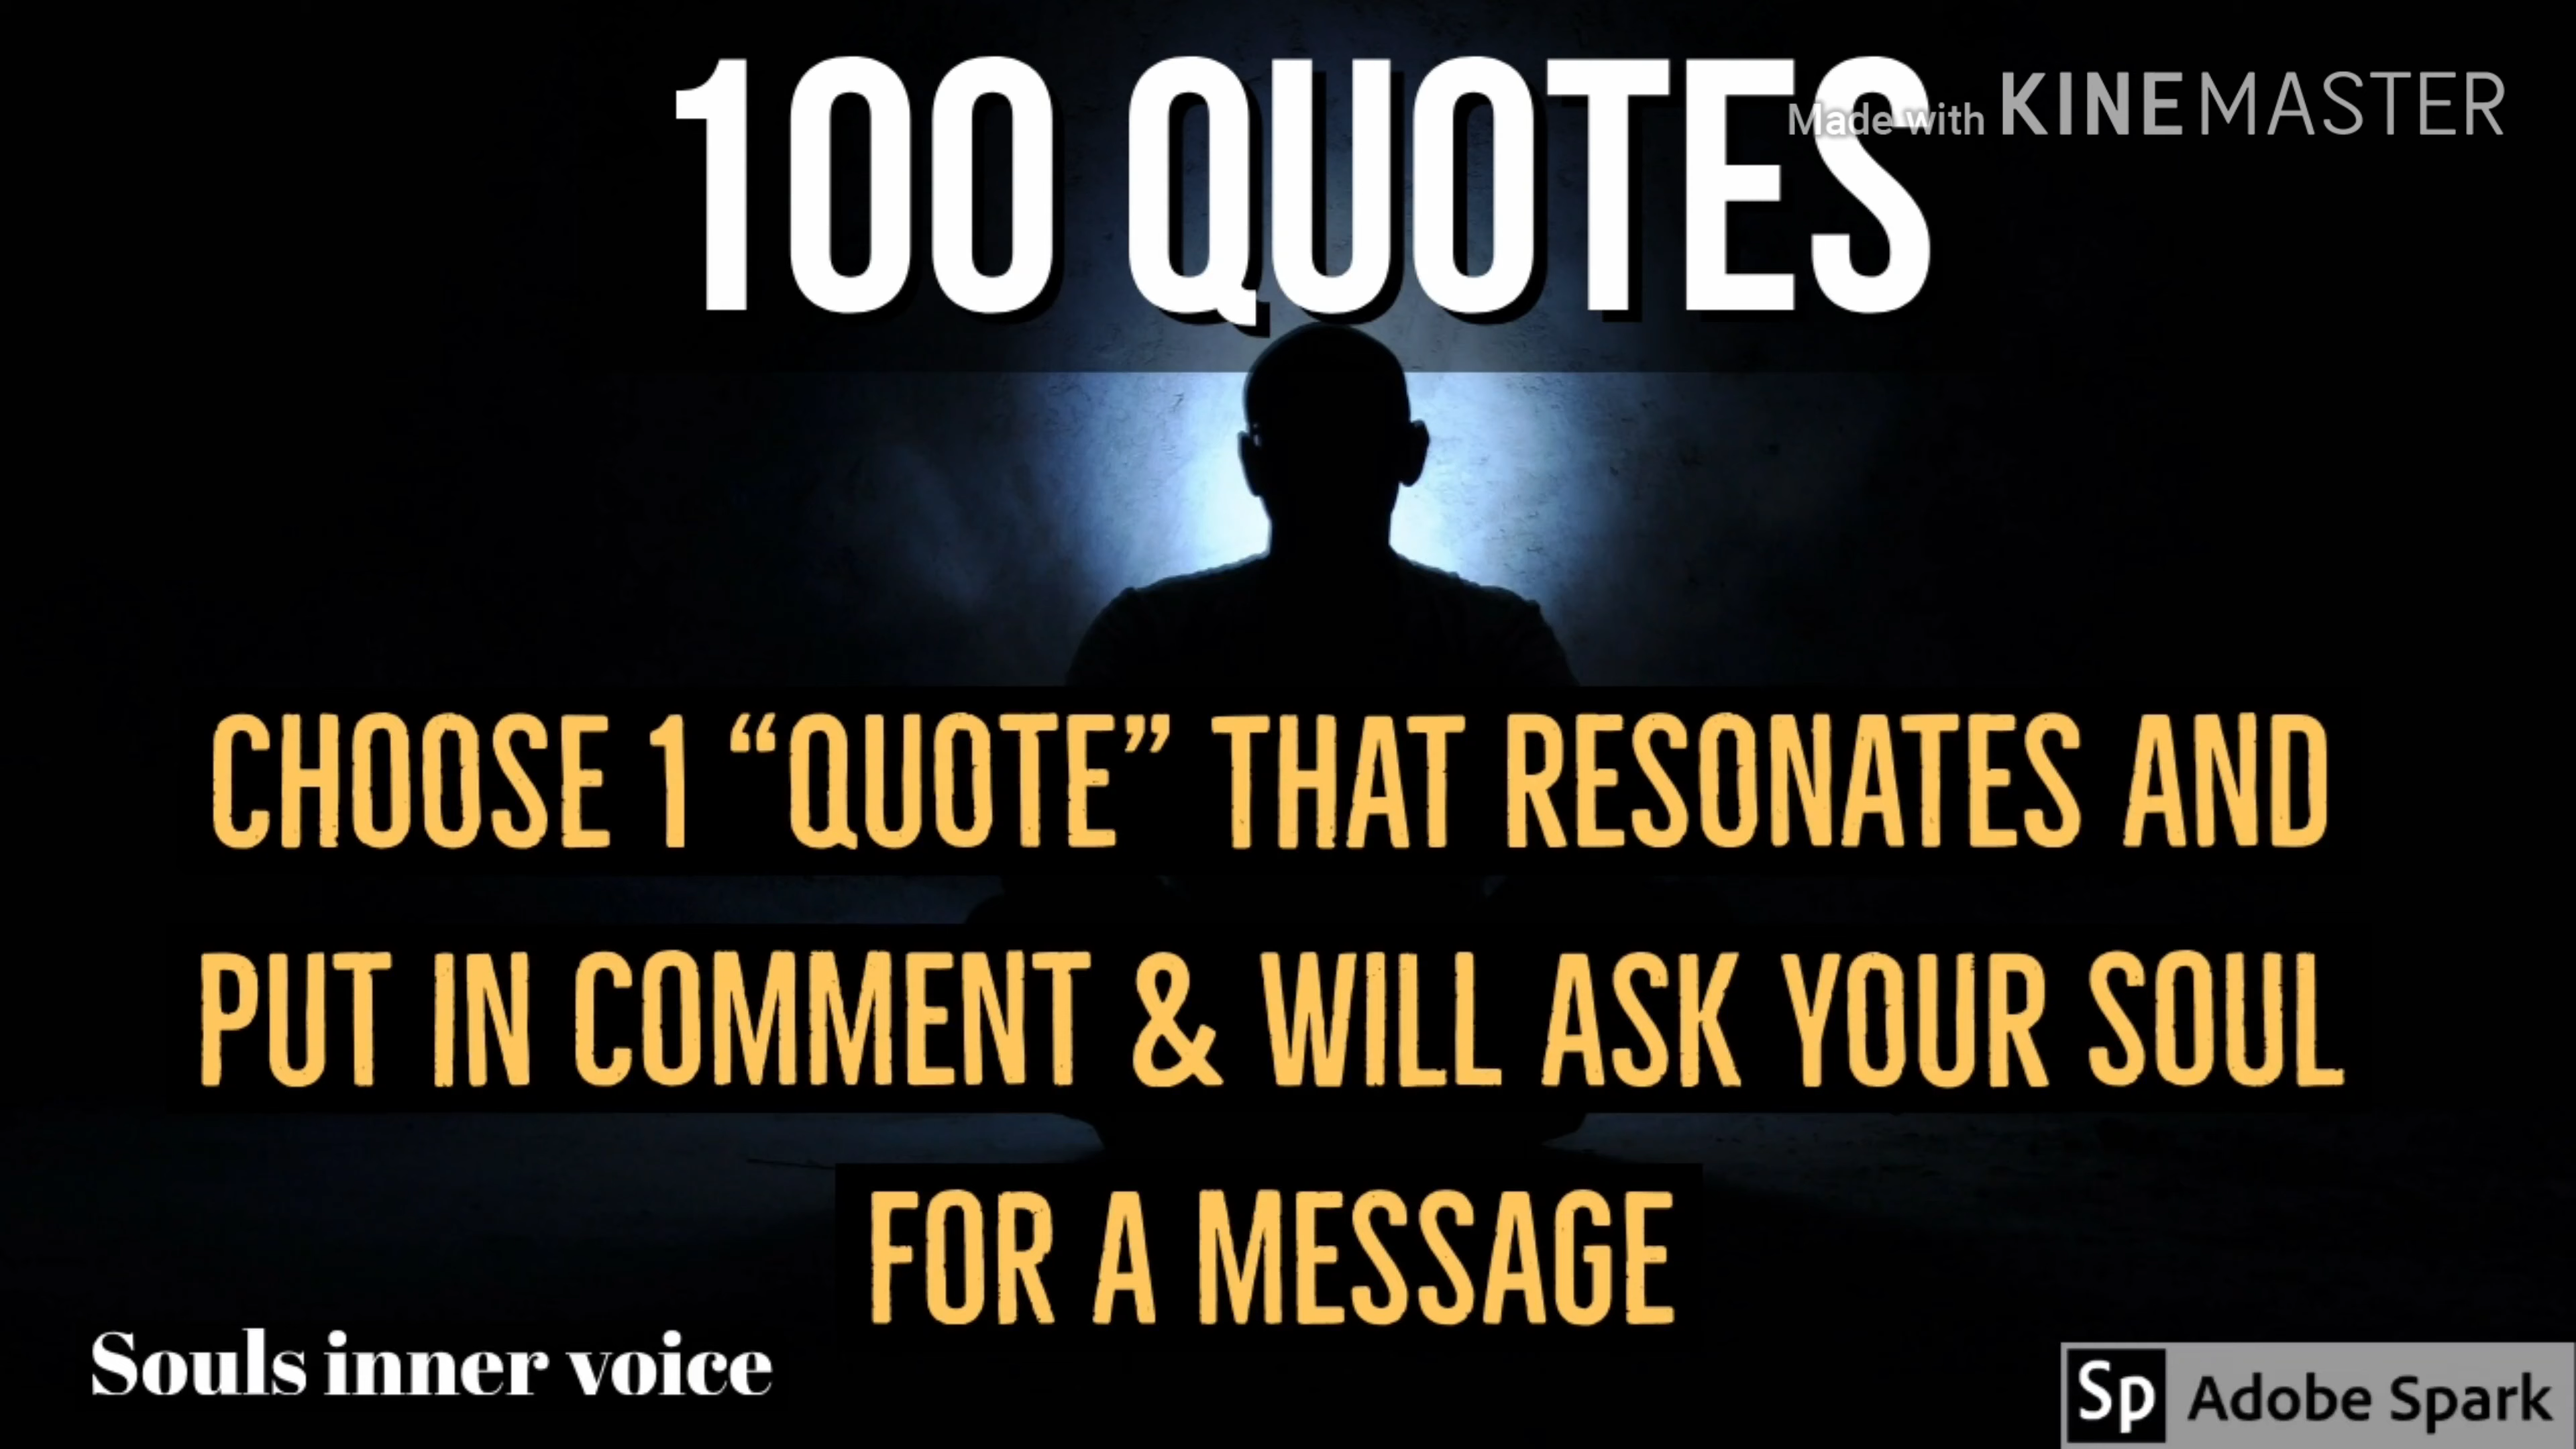 100 QUOTES
Made with KINEMASTER
CHOOSE 1 “QUOTE” THAT RESONATES AND
PUT IN COMMENT & WILL ASK YOUR SOUL
FOR A MESSAGE
Souls inner voice
Sp Adobe Spark